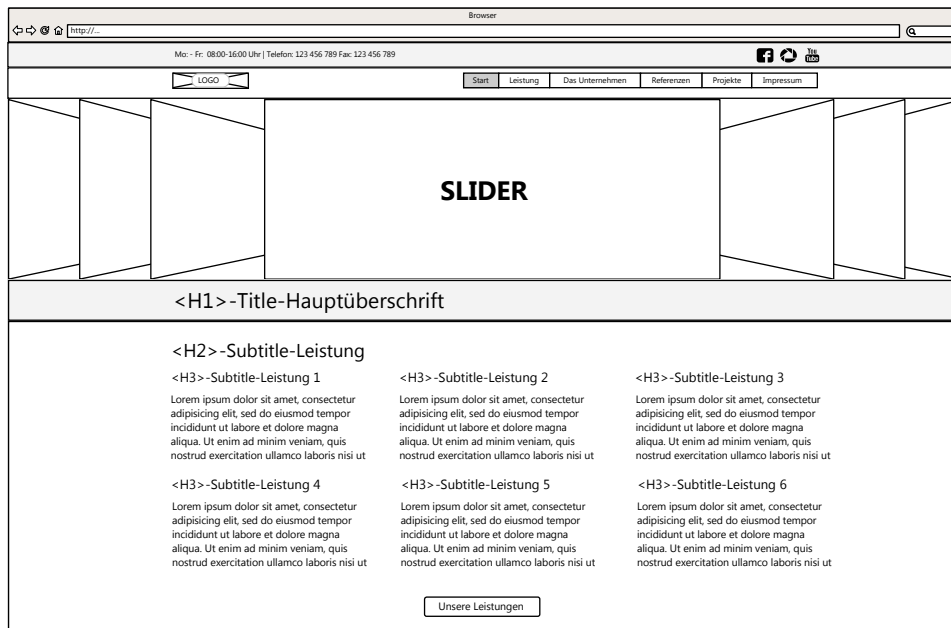 Browser
http://...
Mo: - Fr: 08:00-16:00 Uhr | Telefon: 123 456 789 Fax: 123 456 789
You
Tube
LOGO
Start Leistung Das Unternehmen Referenzen Projekte Impressum
SLIDER
<H1>-Title-Hauptüberschrift
<H2>-Subtitle-Leistung
<H3>-Subtitle-Leistung 1
Lorem ipsum dolor sit amet, consectetur
adipisicing elit, sed do eiusmod tempor
incididunt ut labore et dolore magna
aliqua. Ut enim ad minim veniam, quis
nostrud exercitation ullamco laboris nisi ut
<H3>-Subtitle-Leistung 2
Lorem ipsum dolor sit amet, consectetur
adipisicing elit, sed do eiusmod tempor
incididunt ut labore et dolore magna
aliqua. Ut enim ad minim veniam, quis
nostrud exercitation ullamco laboris nisi ut
<H3>-Subtitle-Leistung 3
Lorem ipsum dolor sit amet, consectetur
adipisicing elit, sed do eiusmod tempor
incididunt ut labore et dolore magna
aliqua. Ut enim ad minim veniam, quis
nostrud exercitation ullamco laboris nisi ut
<H3>-Subtitle-Leistung 4
Lorem ipsum dolor sit amet, consectetur
adipisicing elit, sed do eiusmod tempor
incididunt ut labore et dolore magna
aliqua. Ut enim ad minim veniam, quis
nostrud exercitation ullamco laboris nisi ut
<H3>-Subtitle-Leistung 5
Lorem ipsum dolor sit amet, consectetur
adipisicing elit, sed do eiusmod tempor
incididunt ut labore et dolore magna
aliqua. Ut enim ad minim veniam, quis
nostrud exercitation ullamco laboris nisi ut
<H3>-Subtitle-Leistung 6
Lorem ipsum dolor sit amet, consectetur
adipisicing elit, sed do eiusmod tempor
incididunt ut labore et dolore magna
aliqua. Ut enim ad minim veniam, quis
nostrud exercitation ullamco laboris nisi ut
Unsere Leistungen